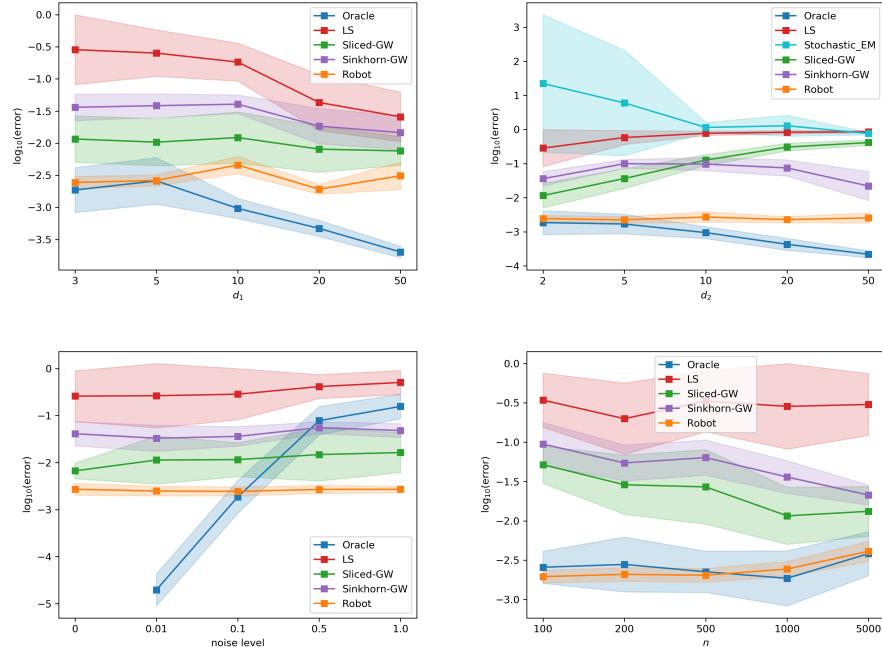 0.0
−0.5
−1.0
−1.5
−2.0
−2.5
−3.0
−3.5
log₁₀(error)
3 5 10 20 50
d₁
Oracle
LS
Sliced-GW
Sinkhorn-GW
Robot
3
2
1
0
−1
−2
−3
−4
log₁₀(error)
2 5 10 20 50
d₂
Oracle
LS
Stochastic_EM
Sliced-GW
Sinkhorn-GW
Robot
0
−1
−2
−3
−4
−5
log₁₀(error)
0 0.01 0.1 0.5 1.0
noise level
Oracle
LS
Sliced-GW
Sinkhorn-GW
Robot
0.0
−0.5
−1.0
−1.5
−2.0
−2.5
−3.0
log₁₀(error)
100 200 500 1000 5000
n
Oracle
LS
Sliced-GW
Sinkhorn-GW
Robot